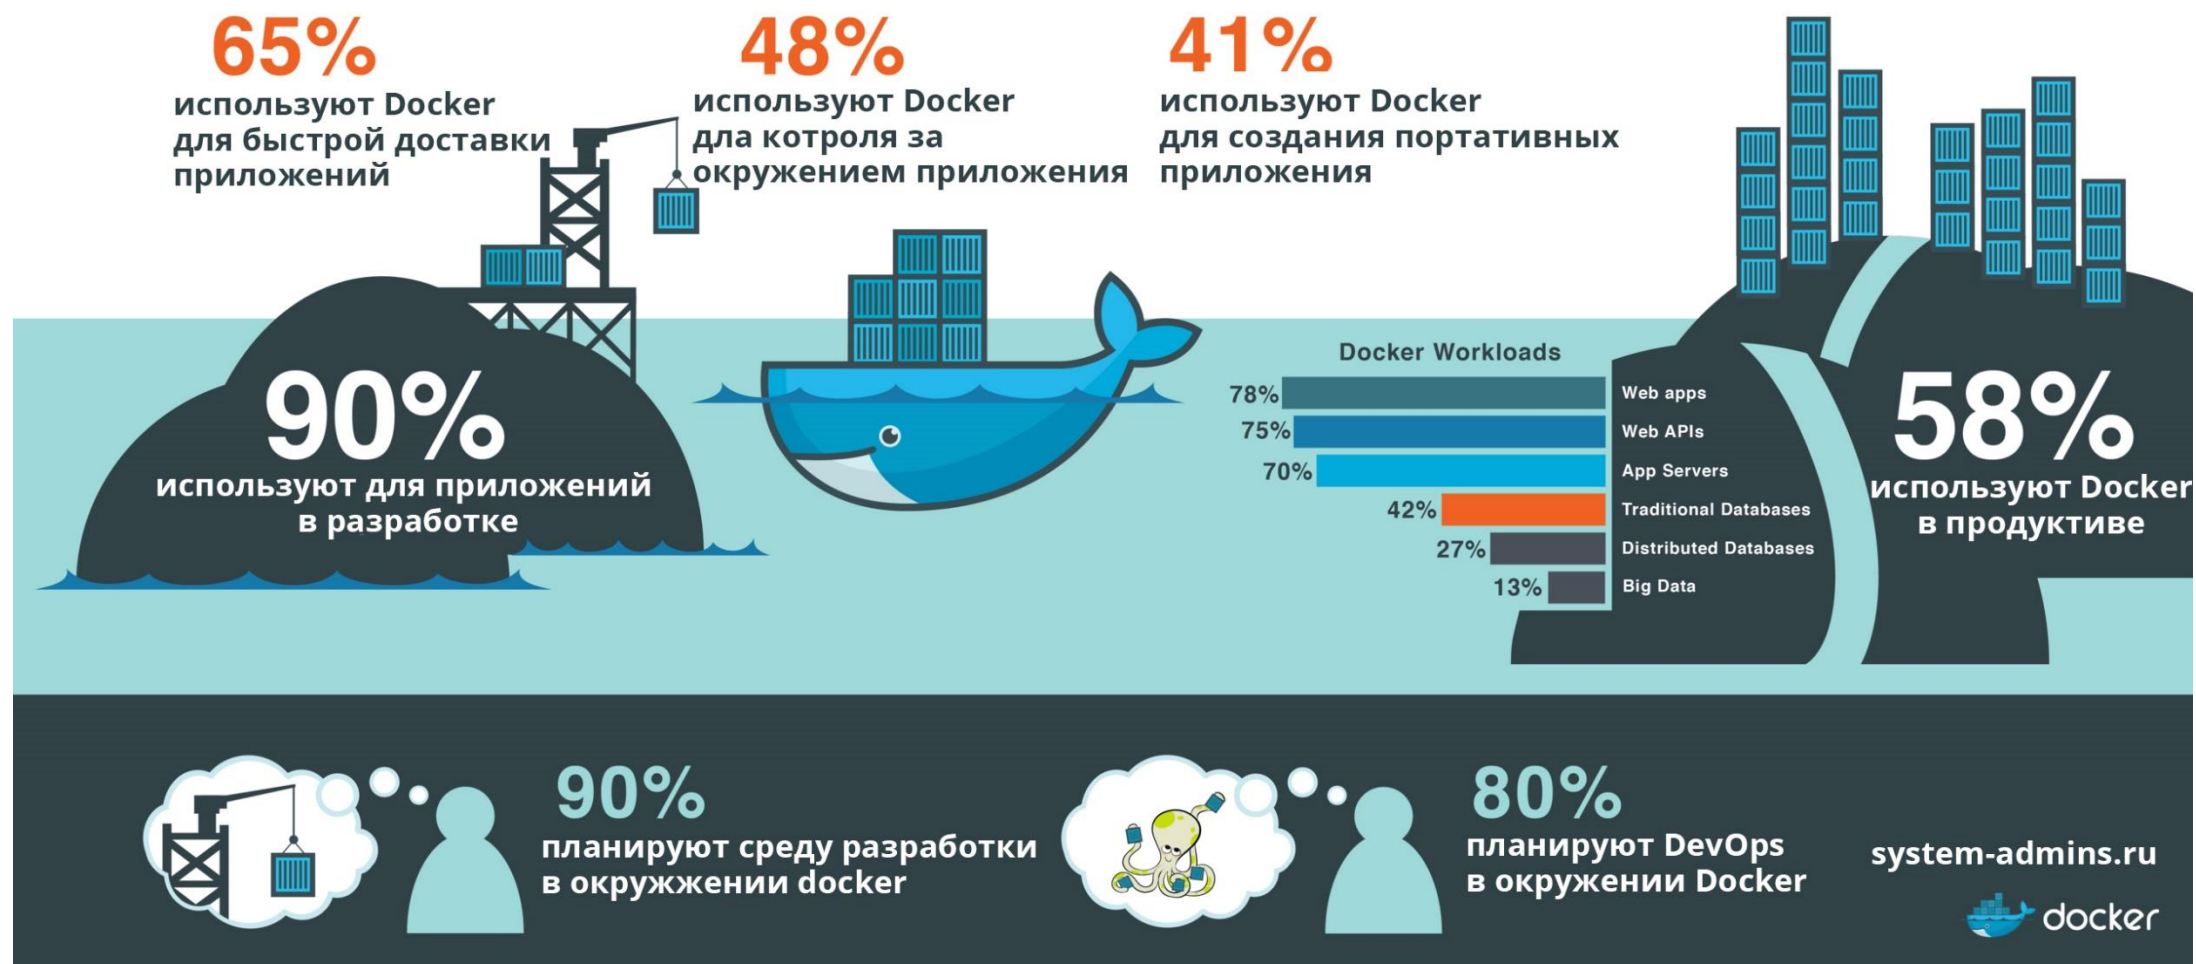 65%
используют Docker
для быстрой доставки
приложений
48%
используют Docker
дла котроля за
окружением приложения
41%
используют Docker
для создания портативных
приложения
90%
используют для приложений
в разработке
Docker Workloads
78% Web apps
75% Web APIs
70% App Servers
42% Traditional Databases
27% Distributed Databases
13% Big Data
58%
используют Docker
в продуктиве
90%
планируют среду разработки
в окружжении docker
80%
планируют DevOps
в окружении Docker
system-admins.ru
docker